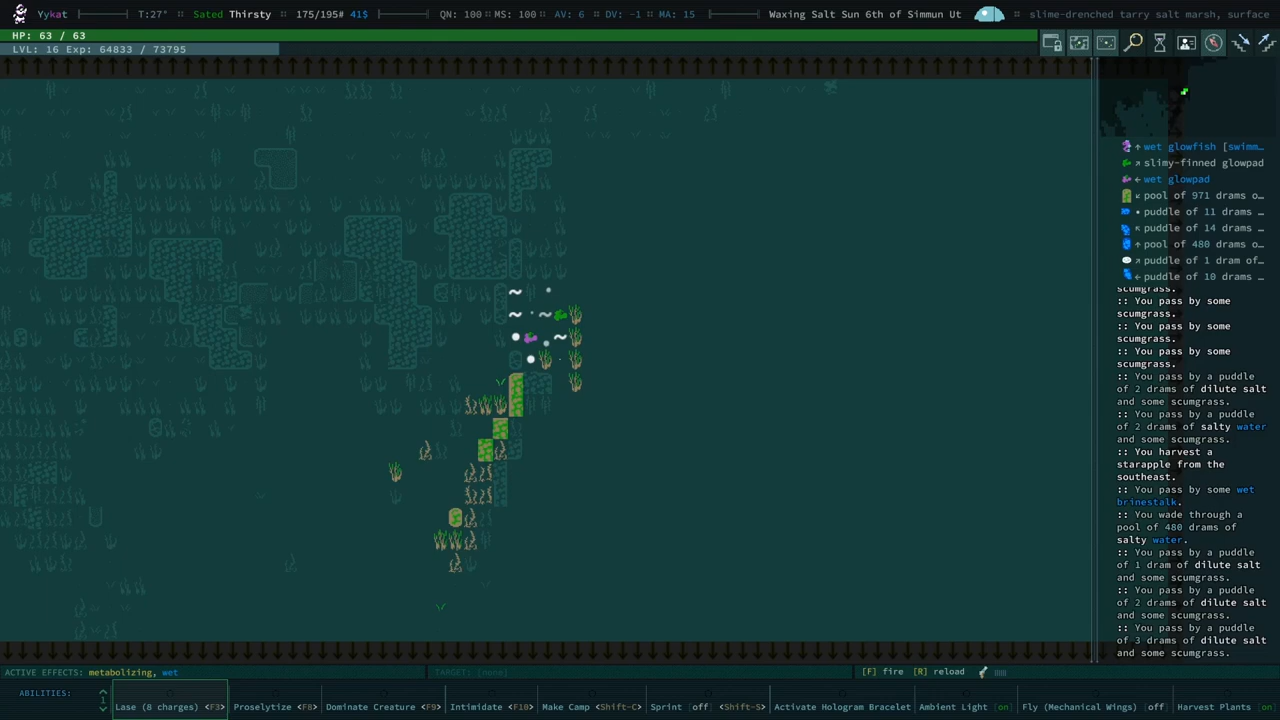 Yykat T:27° Sated Thirsty 175/195# 41$ QN: 100 MS: 100 AV: 6 DV: -1 MA: 15 Waxing Salt Sun 6th of Simmun Ut slime-drenched tarry salt marsh, surface
HP: 63 / 63
LVL: 16 Exp: 64833 / 73795
wet glowfish [swimm…
slimy-finned glowpad
wet glowpad
pool of 971 drams o…
puddle of 11 drams …
puddle of 14 drams …
pool of 480 drams o…
puddle of 1 dram of…
puddle of 10 drams …
scumgrass.
:: You pass by some
scumgrass.
:: You pass by some
scumgrass.
:: You pass by some
scumgrass.
:: You pass by a puddle
of 2 drams of dilute salt
and some scumgrass.
:: You pass by a puddle
of 2 drams of salty water
and some scumgrass.
:: You harvest a
starapple from the
southeast.
:: You pass by some wet
brinestalk.
:: You wade through a
pool of 480 drams of
salty water.
:: You pass by a puddle
of 1 dram of dilute salt
and some scumgrass.
:: You pass by a puddle
of 2 drams of dilute salt
and some scumgrass.
:: You pass by a puddle
of 3 drams of dilute salt
and some scumgrass.
ACTIVE EFFECTS: metabolizing, wet TARGET: [none] [F] fire [R] reload
ABILITIES: 1 Lase (8 charges) <F3> Proselytize <F8> Dominate Creature <F9> Intimidate <F10> Make Camp <Shift-C> Sprint [off] <Shift-S> Activate Hologram Bracelet Ambient Light [on] Fly (Mechanical Wings) [off] Harvest Plants [on]